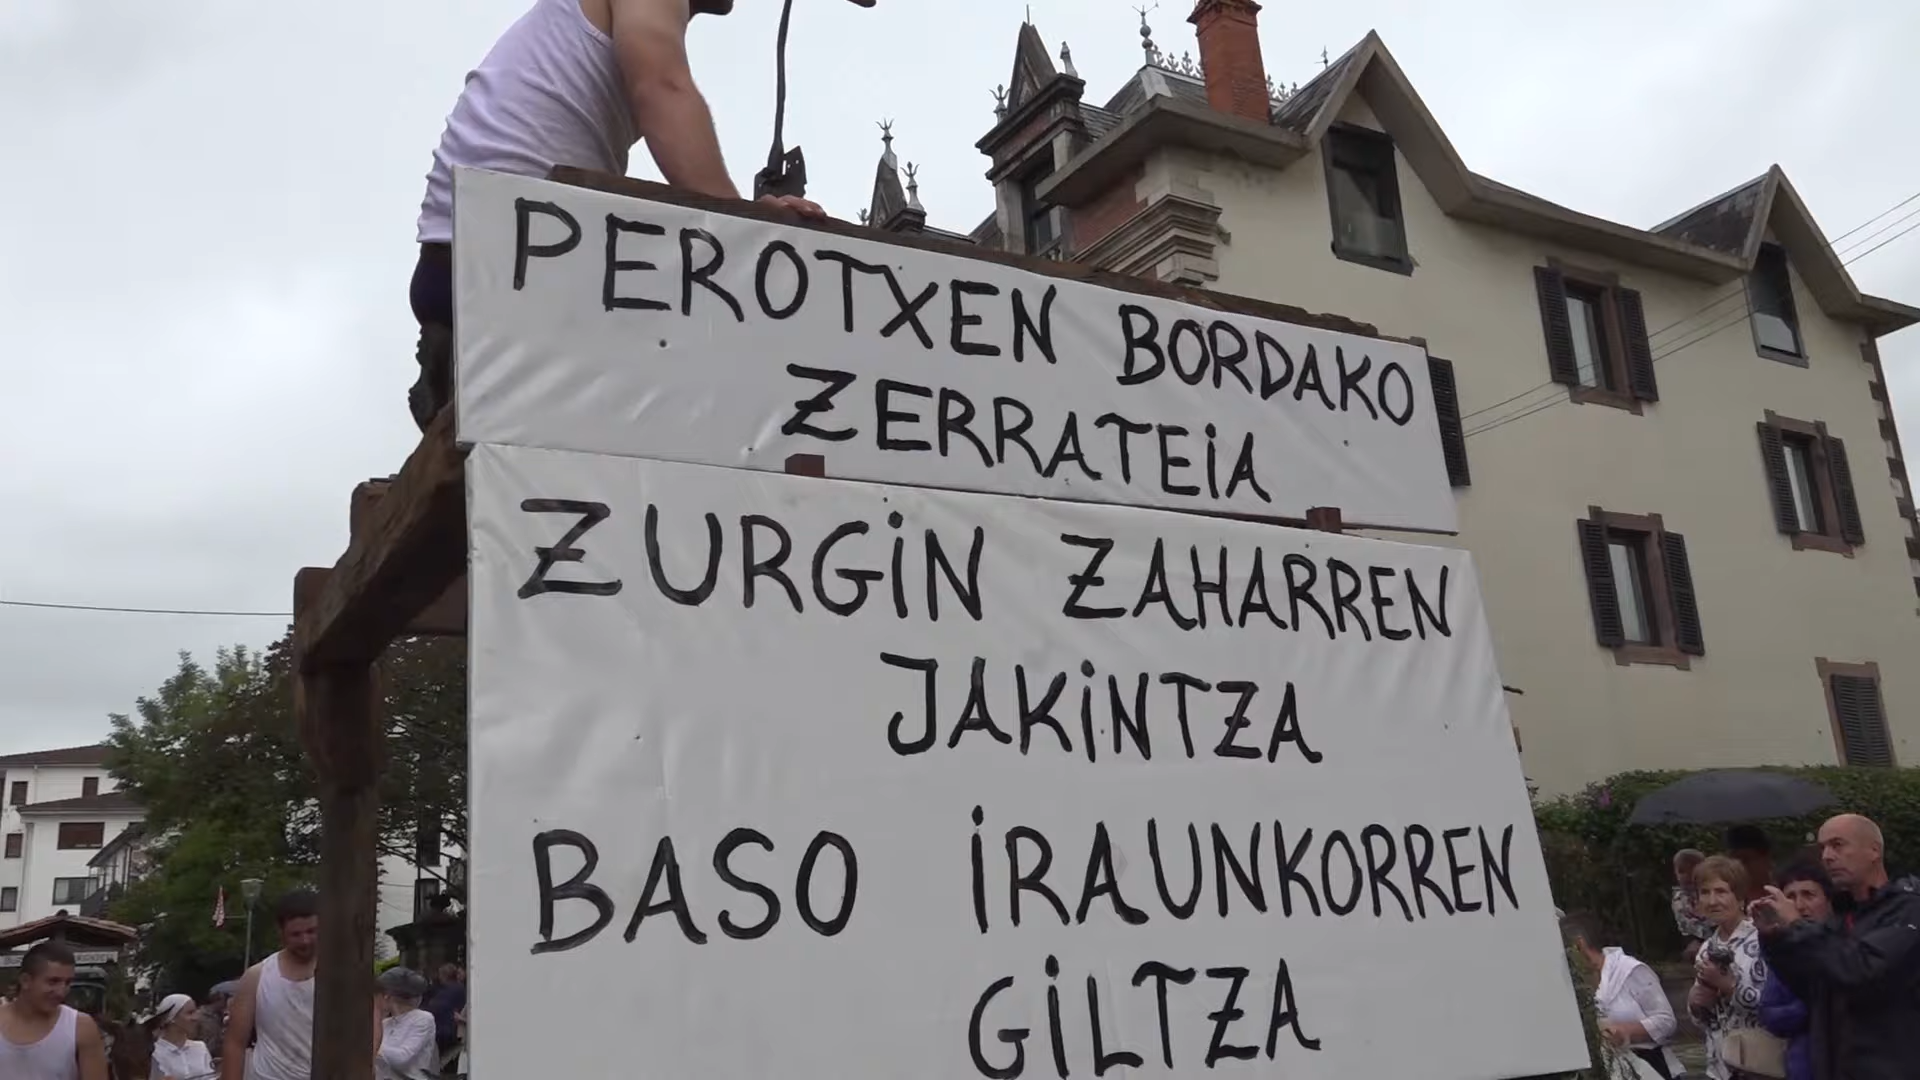 PEROTXEN BORDAKO
ZERRATEiA
ZURGiN ZAHARREN
JAKiNTZA
BASO iRAUNKORREN
GiLTZA